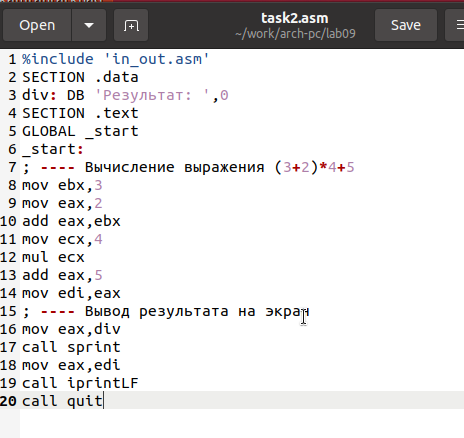 Open
task2.asm
~/work/arch-pc/lab09
Save
1 %include 'in_out.asm'
2 SECTION .data
3 div: DB 'Результат: ',0
4 SECTION .text
5 GLOBAL _start
6 _start:
7 ; ---- Вычисление выражения (3+2)*4+5
8 mov ebx,3
9 mov eax,2
10 add eax,ebx
11 mov ecx,4
12 mul ecx
13 add eax,5
14 mov edi,eax
15 ; ---- Вывод результата на экран
16 mov eax,div
17 call sprint
18 mov eax,edi
19 call iprintLF
20 call quit